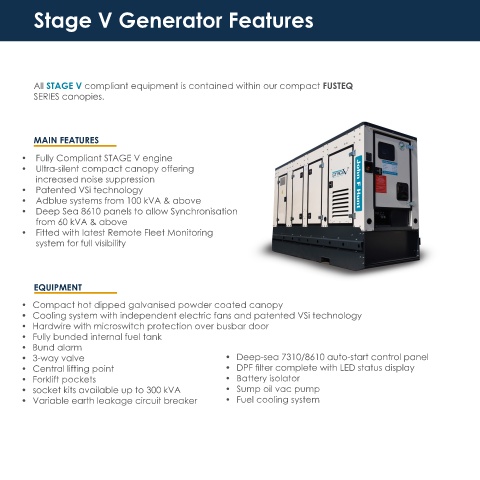 Stage V Generator Features
All STAGE V compliant equipment is contained within our compact FUSTEQ
SERIES canopies.
MAIN FEATURES
• Fully Compliant STAGE V engine
• Ultra-silent compact canopy offering
increased noise suppression
• Patented VSi technology
• Adblue systems from 100 kVA & above
• Deep Sea 8610 panels to allow Synchronisation
from 60 kVA & above
• Fitted with latest Remote Fleet Monitoring
system for full visibility
John F Hunt
EQUIPMENT
• Compact hot dipped galvanised powder coated canopy
• Cooling system with independent electric fans and patented VSi technology
• Hardwire with microswitch protection over busbar door
• Fully bunded internal fuel tank
• Bund alarm
• 3-way valve
• Central lifting point
• Forklift pockets
• socket kits available up to 300 kVA
• Variable earth leakage circuit breaker
• Deep-sea 7310/8610 auto-start control panel
• DPF filter complete with LED status display
• Battery isolator
• Sump oil vac pump
• Fuel cooling system